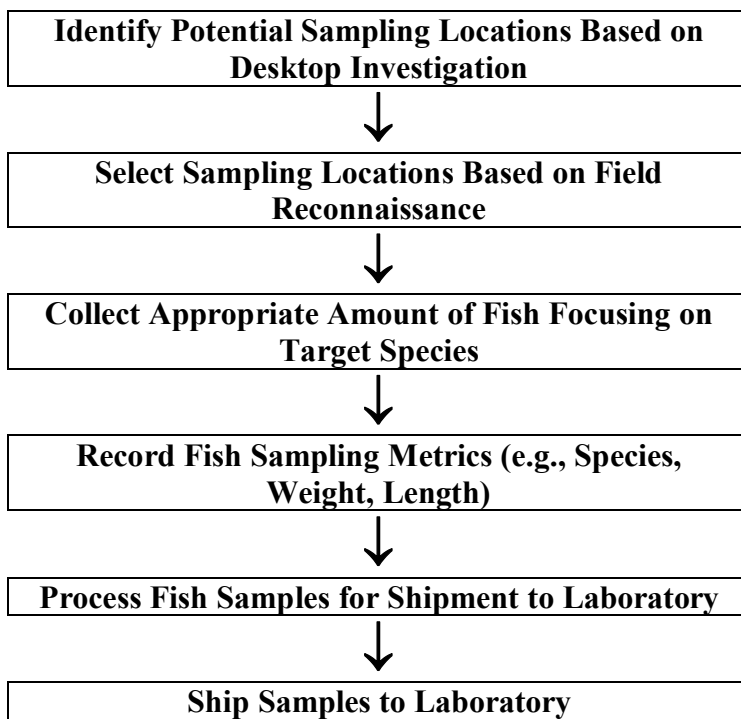 Identify Potential Sampling Locations Based on
Desktop Investigation
Select Sampling Locations Based on Field
Reconnaissance
Collect Appropriate Amount of Fish Focusing on
Target Species
Record Fish Sampling Metrics (e.g., Species,
Weight, Length)
Process Fish Samples for Shipment to Laboratory
Ship Samples to Laboratory